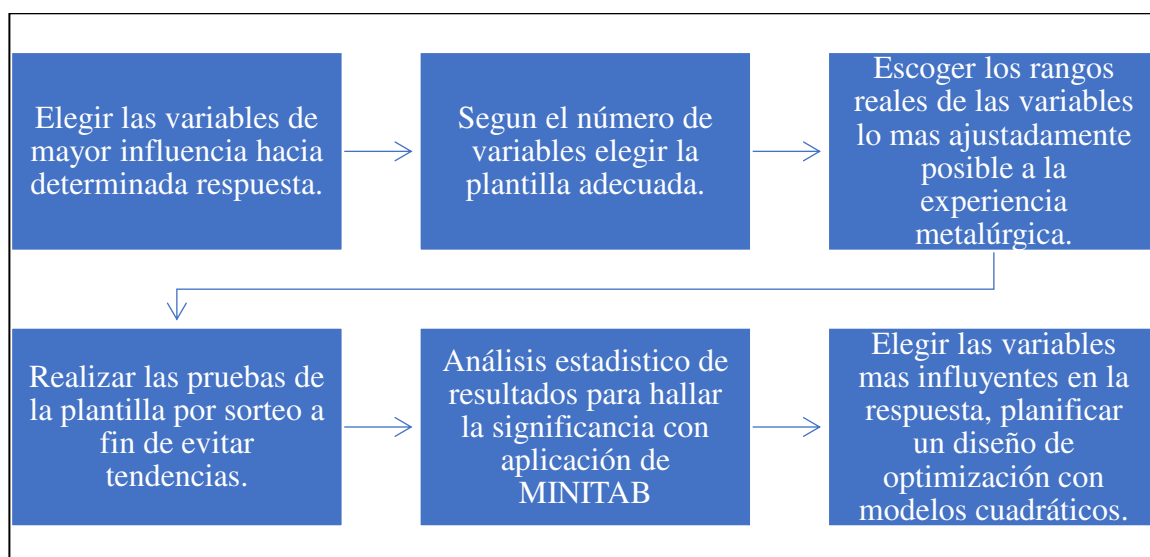 Elegir las variables de
mayor influencia hacia
determinada respuesta.
Segun el número de
variables elegir la
plantilla adecuada.
Escoger los rangos
reales de las variables
lo mas ajustadamente
posible a la
experiencia
metalúrgica.
Realizar las pruebas de
la plantilla por sorteo a
fin de evitar
tendencias.
Análisis estadistico de
resultados para hallar
la significancia con
aplicación de
MINITAB
Elegir las variables
mas influyentes en la
respuesta, planificar
un diseño de
optimización con
modelos cuadráticos.